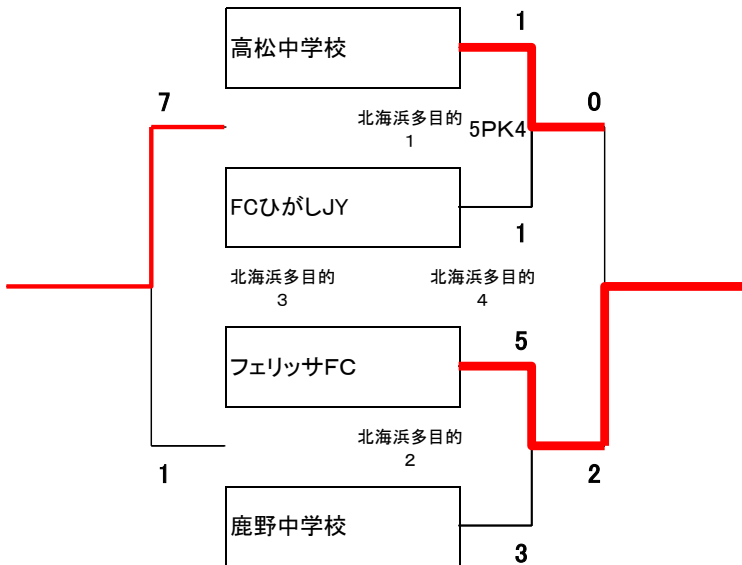 1
高松中学校
7
0
北海浜多目的
1
5PK4
FCひがしJY
1
北海浜多目的
3
北海浜多目的
4
5
フェリッサFC
北海浜多目的
2
1
2
鹿野中学校
3